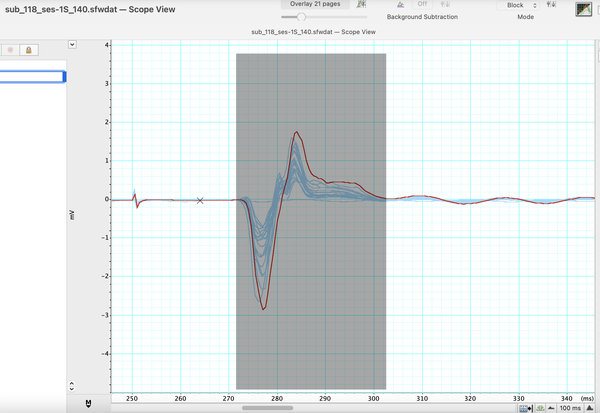 sub_118_ses-1S_140.sfwdat — Scope View
Overlay 21 pages
Off
Block
Background Subtraction
Mode
sub_118_ses-1S_140.sfwdat — Scope View
4
3
2
1
0
-1
-2
-3
-4
mV
250 260 270 280 290 300 310 320 330 340 (ms)
M
100 ms